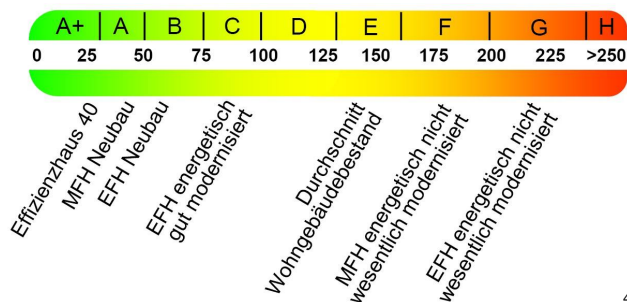 A+ A B C D E F G H
0 25 50 75 100 125 150 175 200 225 >250
Effizienzhaus 40
MFH Neubau
EFH Neubau
EFH energetisch
gut modernisiert
Durchschnitt
Wohngebäudebestand
MFH energetisch nicht
wesentlich modernisiert
EFH energetisch nicht
wesentlich modernisiert